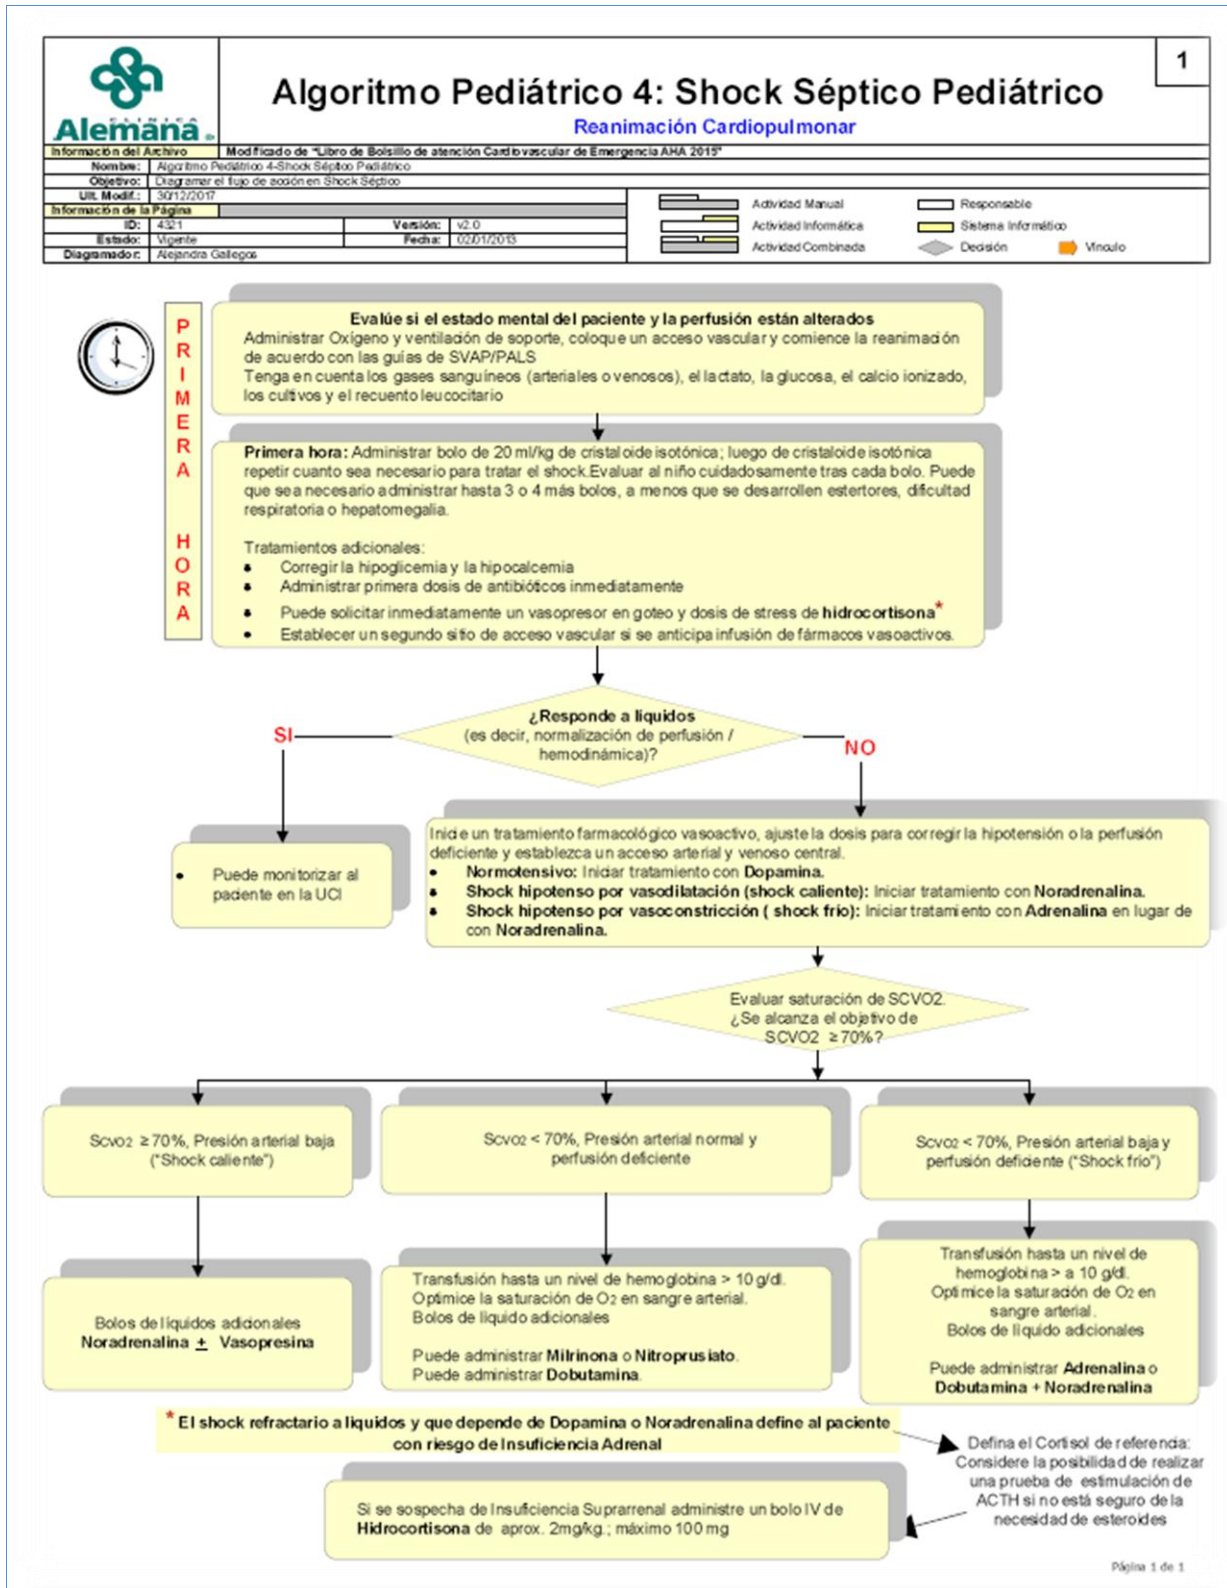 1
Algoritmo Pediátrico 4: Shock Séptico Pediátrico
Reanimación Cardiopulmonar
CLINICA
Alemana
Información del Archivo
Modificado de "Libro de Bolsillo de atención Cardiovascular de Emergencia AHA 2015"
Nombre: Algoritmo Pediátrico 4-Shock Séptico Pediátrico
Objetivo: Diagramar el flujo de acción en Shock Séptico
Ult. Modif.: 30/12/2017
Información de la Página
ID: 4321 Versión: v2.0
Estado: Vigente Fecha: 02/01/2013
Diagramador: Alejandra Gallegos
Actividad Manual
Actividad Informática
Actividad Combinada
Responsable
Sistema Informático
Decisión
Vínculo
PRIMERA HORA
Evalúe si el estado mental del paciente y la perfusión están alterados
Administrar Oxígeno y ventilación de soporte, coloque un acceso vascular y comience la reanimación
de acuerdo con las guías de SVAP/PALS
Tenga en cuenta los gases sanguíneos (arteriales o venosos), el lactato, la glucosa, el calcio ionizado,
los cultivos y el recuento leucocitario
Primera hora: Administrar bolo de 20 ml/kg de cristaloide isotónica; luego de cristaloide isotónica
repetir cuanto sea necesario para tratar el shock.Evaluar al niño cuidadosamente tras cada bolo. Puede
que sea necesario administrar hasta 3 o 4 más bolos, a menos que se desarrollen estertores, dificultad
respiratoria o hepatomegalia.
Tratamientos adicionales:
Corregir la hipoglicemia y la hipocalcemia
Administrar primera dosis de antibióticos inmediatamente
Puede solicitar inmediatamente un vasopresor en goteo y dosis de stress de hidrocortisona*
Establecer un segundo sitio de acceso vascular si se anticipa infusión de fármacos vasoactivos.
¿Responde a líquidos
(es decir, normalización de perfusión /
hemodinámica)?
SI
NO
Puede monitorizar al
paciente en la UCI
Inicie un tratamiento farmacológico vasoactivo, ajuste la dosis para corregir la hipotensión o la perfusión
deficiente y establezca un acceso arterial y venoso central.
Normotensivo: Iniciar tratamiento con Dopamina.
Shock hipotenso por vasodilatación (shock caliente): Iniciar tratamiento con Noradrenalina.
Shock hipotenso por vasoconstricción ( shock frío): Iniciar tratamiento con Adrenalina en lugar de
con Noradrenalina.
Evaluar saturación de SCVO2.
¿Se alcanza el objetivo de
SCVO2 ≥70%?
Scvo2 ≥70%, Presión arterial baja
("Shock caliente")
Scvo2 < 70%, Presión arterial normal y
perfusión deficiente
Scvo2 < 70%, Presión arterial baja y
perfusión deficiente ("Shock frío")
Bolos de líquidos adicionales
Noradrenalina ± Vasopresina
Transfusión hasta un nivel de hemoglobina > 10 g/dl.
Optimice la saturación de O2 en sangre arterial.
Bolos de líquido adicionales
Puede administrar Milrinona o Nitroprusiato.
Puede administrar Dobutamina.
Transfusión hasta un nivel de
hemoglobina > a 10 g/dl.
Optimice la saturación de O2 en
sangre arterial.
Bolos de líquido adicionales
Puede administrar Adrenalina o
Dobutamina + Noradrenalina
* El shock refractario a líquidos y que depende de Dopamina o Noradrenalina define al paciente
con riesgo de Insuficiencia Adrenal
Defina el Cortisol de referencia:
Considere la posibilidad de realizar
una prueba de estimulación de
ACTH si no está seguro de la
necesidad de esteroides
Si se sospecha de Insuficiencia Suprarrenal administre un bolo IV de
Hidrocortisona de aprox. 2mg/kg.; máximo 100 mg
Página 1 de 1